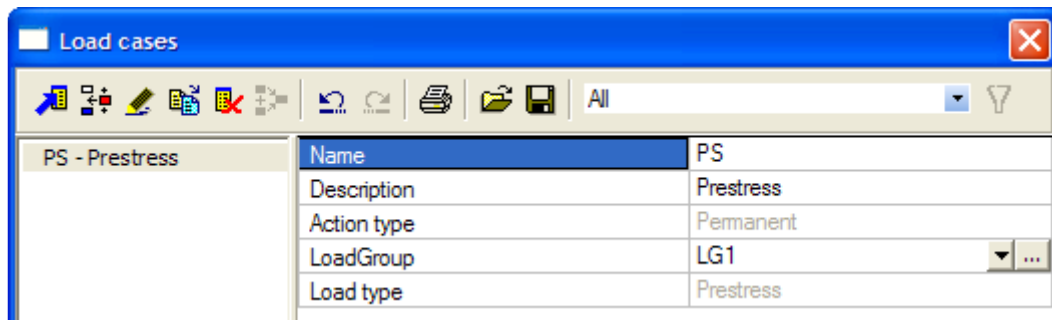 Load cases
All
PS - Prestress
Name PS
Description Prestress
Action type Permanent
LoadGroup LG1 ...
Load type Prestress